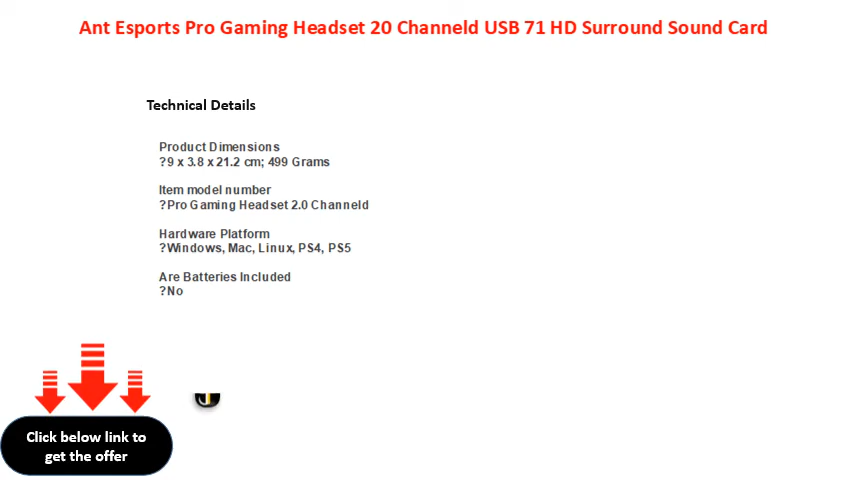 Ant Esports Pro Gaming Headset 20 Channeld USB 71 HD Surround Sound Card
Technical Details
Product Dimensions
?9 x 3.8 x 21.2 cm; 499 Grams
Item model number
?Pro Gaming Headset 2.0 Channeld
Hardware Platform
?Windows, Mac, Linux, PS4, PS5
Are Batteries Included
?No
Click below link to
get the offer